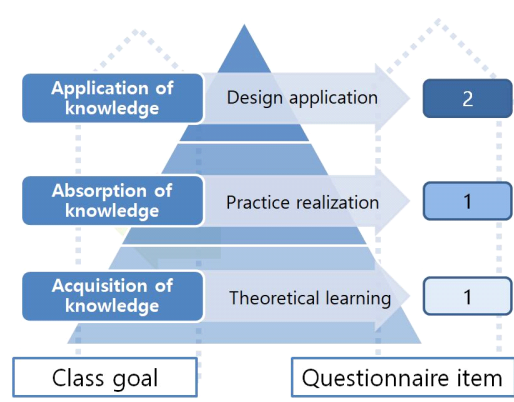 Application of
knowledge
Design application
2
Absorption of
knowledge
Practice realization
1
Acquisition of
knowledge
Theoretical learning
1
Class goal
Questionnaire item